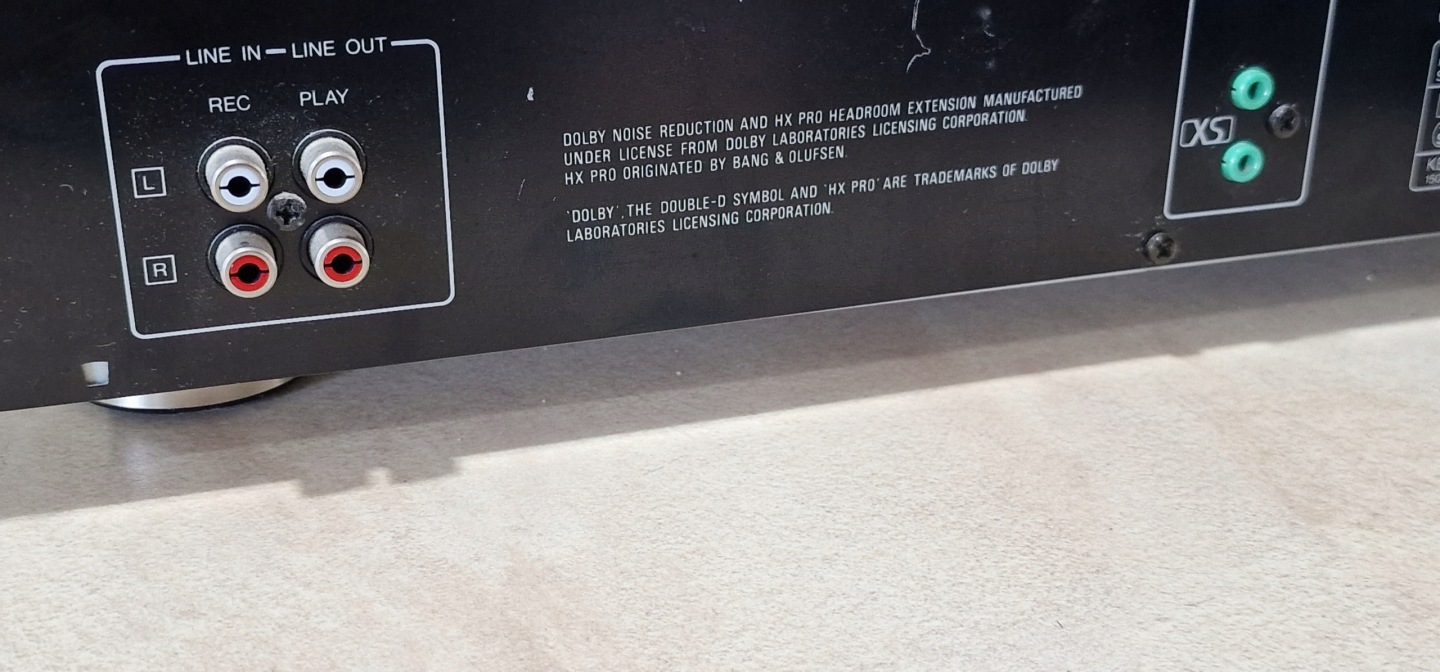 LINE IN LINE OUT
REC PLAY
L
R
DOLBY NOISE REDUCTION AND HX PRO HEADROOM EXTENSION MANUFACTURED
UNDER LICENSE FROM DOLBY LABORATORIES LICENSING CORPORATION.
HX PRO ORIGINATED BY BANG & OLUFSEN.
'DOLBY', THE DOUBLE-D SYMBOL AND 'HX PRO' ARE TRADEMARKS OF DOLBY
LABORATORIES LICENSING CORPORATION.
XS